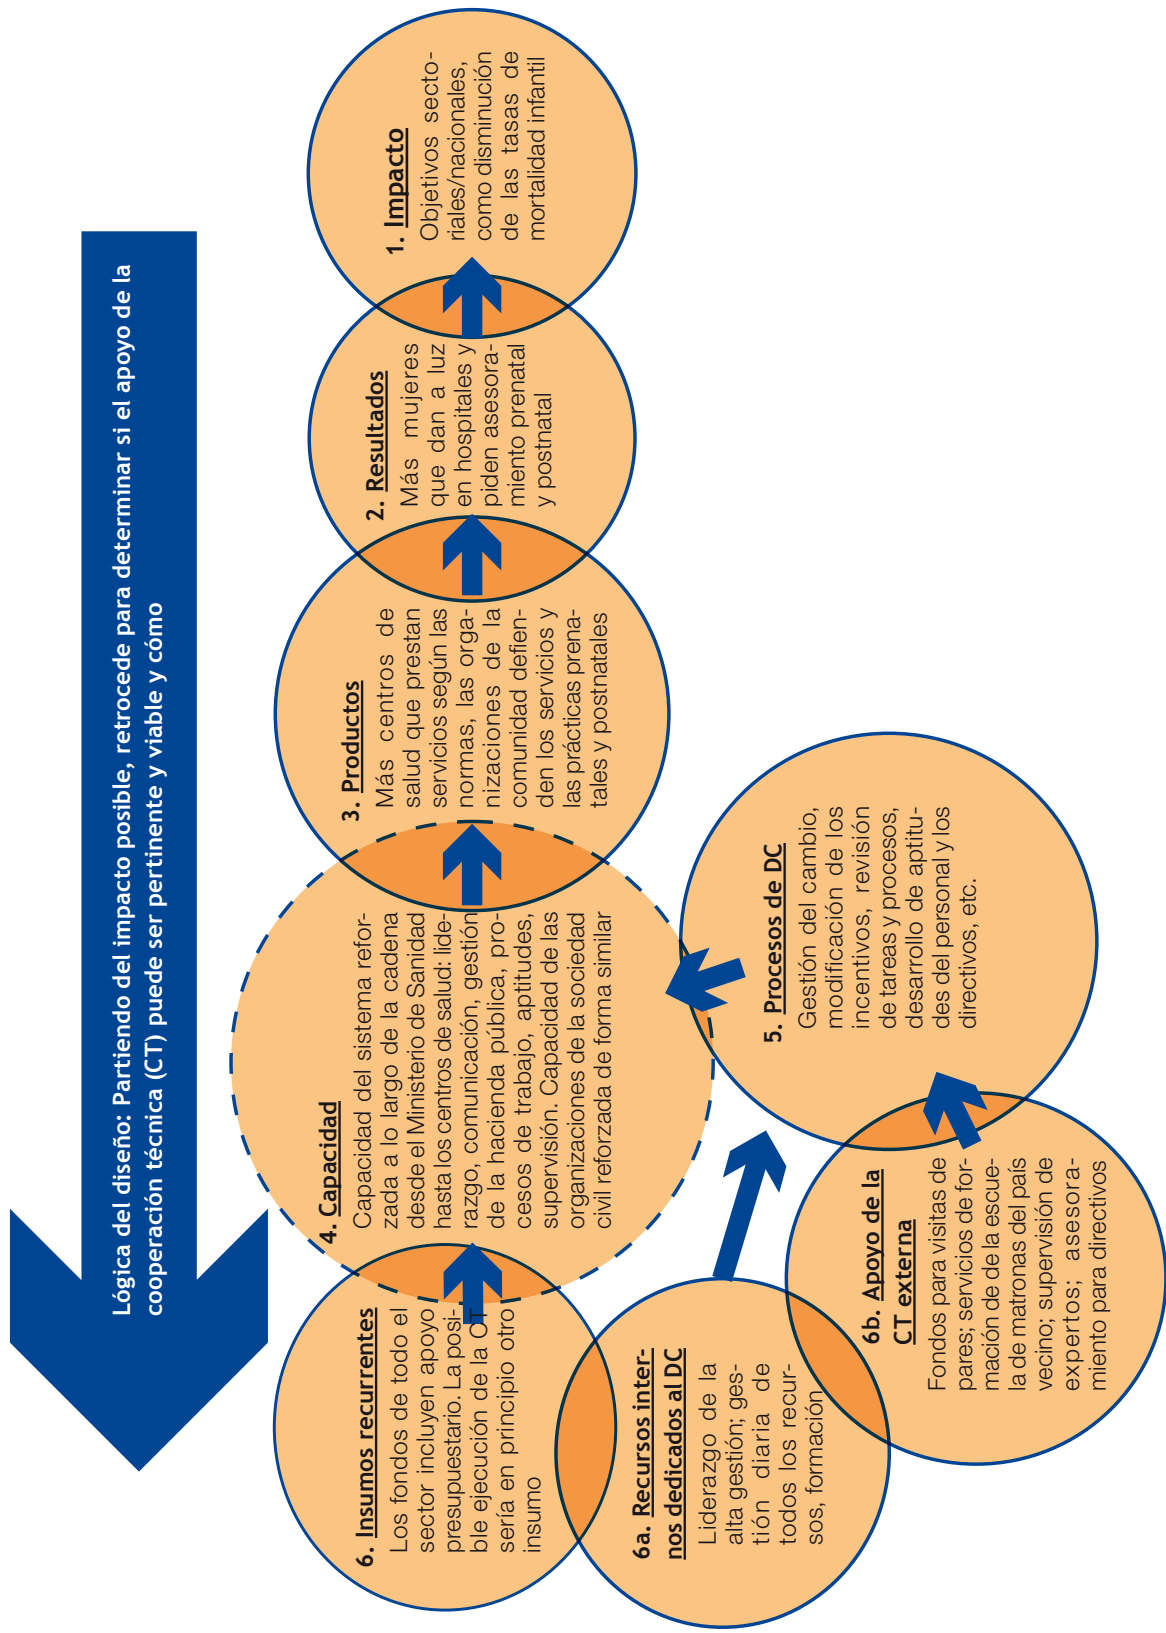 Lógica del diseño: Partiendo del impacto posible, retrocede para determinar si el apoyo de la
cooperación técnica (CT) puede ser pertinente y viable y cómo
6. Insumos recurrentes
Los fondos de todo el
sector incluyen apoyo
presupuestario. La posi-
ble ejecución de la OT
sería en principio otro
insumo
4. Capacidad
Capacidad del sistema refor-
zada a lo largo de la cadena
desde el Ministerio de Sanidad
hasta los centros de salud: lide-
razgo, comunicación, gestión
de la hacienda pública, pro-
cesos de trabajo, aptitudes,
supervisión. Capacidad de las
organizaciones de la sociedad
civil reforzada de forma similar
3. Productos
Más centros de
salud que prestan
servicios según las
normas, las orga-
nizaciones de la
comunidad defien-
den los servicios y
las prácticas prena-
tales y postnatales
2. Resultados
Más mujeres
que dan a luz
en hospitales y
piden asesora-
miento prenatal
y postnatal
1. Impacto
Objetivos secto-
riales/nacionales,
como disminución
de las tasas de
mortalidad infantil
6a. Recursos inter-
nos dedicados al DC
Liderazgo de la
alta gestión; ges-
tión diaria de
todos los recur-
sos, formación
6b. Apoyo de la
CT externa
Fondos para visitas de
pares; servicios de for-
mación de de la escue-
la de matronas del país
vecino; supervisión de
expertos; asesora-
miento para directivos
5. Procesos de DC
Gestión del cambio,
modificación de los
incentivos, revisión
de tareas y procesos,
desarrollo de aptitu-
des del personal y los
directivos, etc.